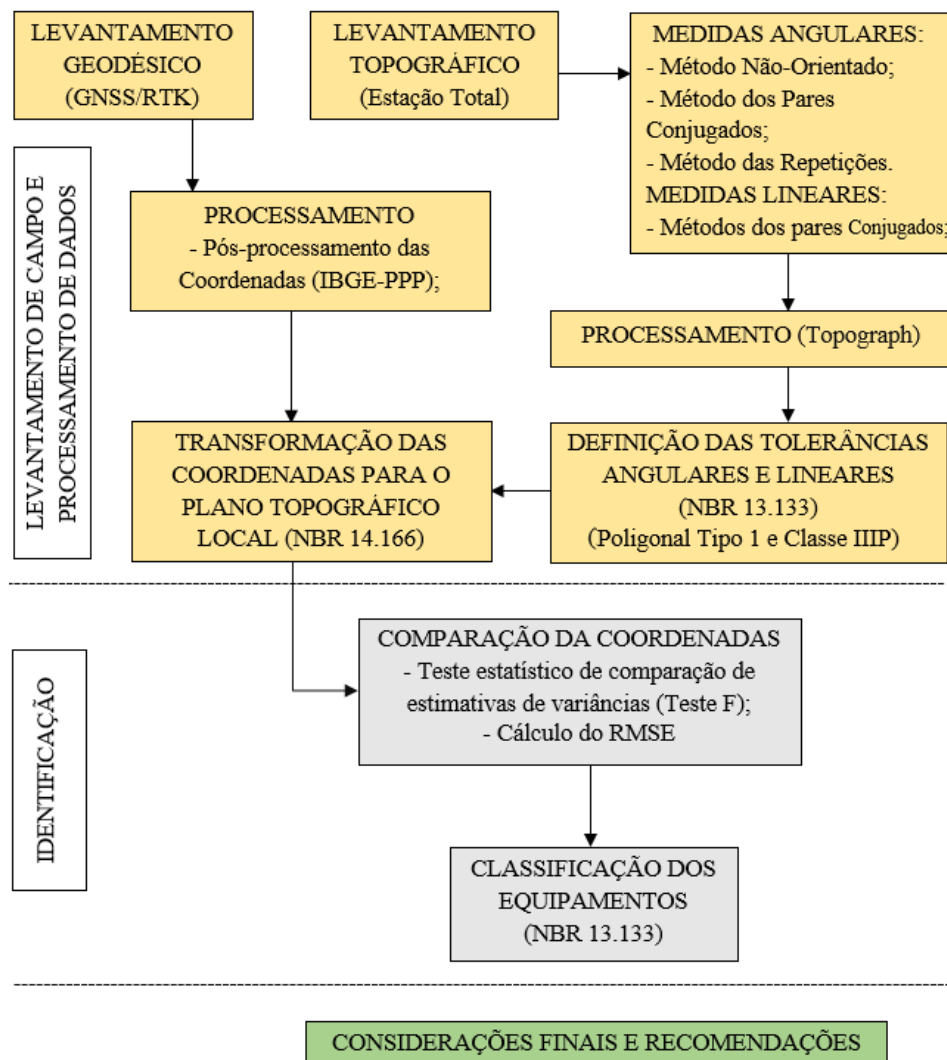 LEVANTAMENTO
GEODÉSICO
(GNSS/RTK)
LEVANTAMENTO
TOPOGRÁFICO
(Estação Total)
MEDIDAS ANGULARES:
- Método Não-Orientado;
- Método dos Pares
Conjugados;
- Método das Repetições.
MEDIDAS LINEARES:
- Métodos dos pares Conjugados;
LEVANTAMENTO DE CAMPO E
PROCESSAMENTO DE DADOS
PROCESSAMENTO
- Pós-processamento das
Coordenadas (IBGE-PPP);
PROCESSAMENTO (Topograph)
TRANSFORMAÇÃO DAS
COORDENADAS PARA O
PLANO TOPOGRÁFICO
LOCAL (NBR 14.166)
DEFINIÇÃO DAS TOLERÂNCIAS
ANGULARES E LINEARES
(NBR 13.133)
(Poligonal Tipo 1 e Classe IIIP)
IDENTIFICAÇÃO
COMPARAÇÃO DA COORDENADAS
- Teste estatístico de comparação de
estimativas de variâncias (Teste F);
- Cálculo do RMSE
CLASSIFICAÇÃO DOS
EQUIPAMENTOS
(NBR 13.133)
CONSIDERAÇÕES FINAIS E RECOMENDAÇÕES